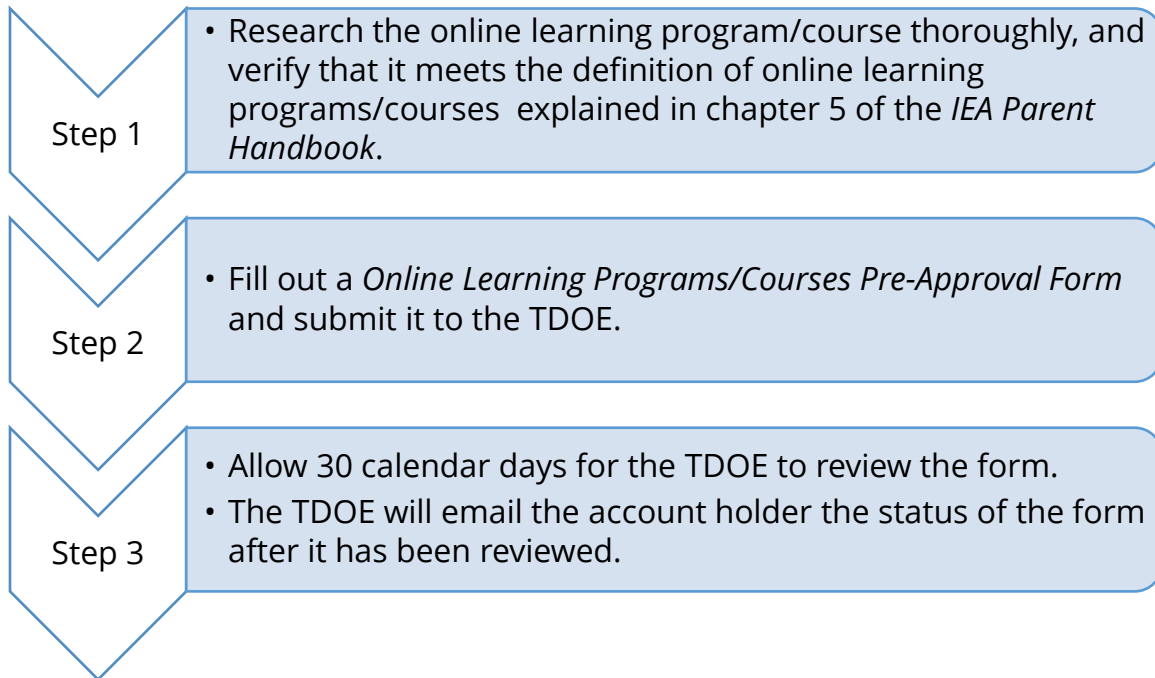 Step 1
• Research the online learning program/course thoroughly, and
verify that it meets the definition of online learning
programs/courses explained in chapter 5 of the IEA Parent
Handbook.
Step 2
• Fill out a Online Learning Programs/Courses Pre-Approval Form
and submit it to the TDOE.
Step 3
• Allow 30 calendar days for the TDOE to review the form.
• The TDOE will email the account holder the status of the form
after it has been reviewed.